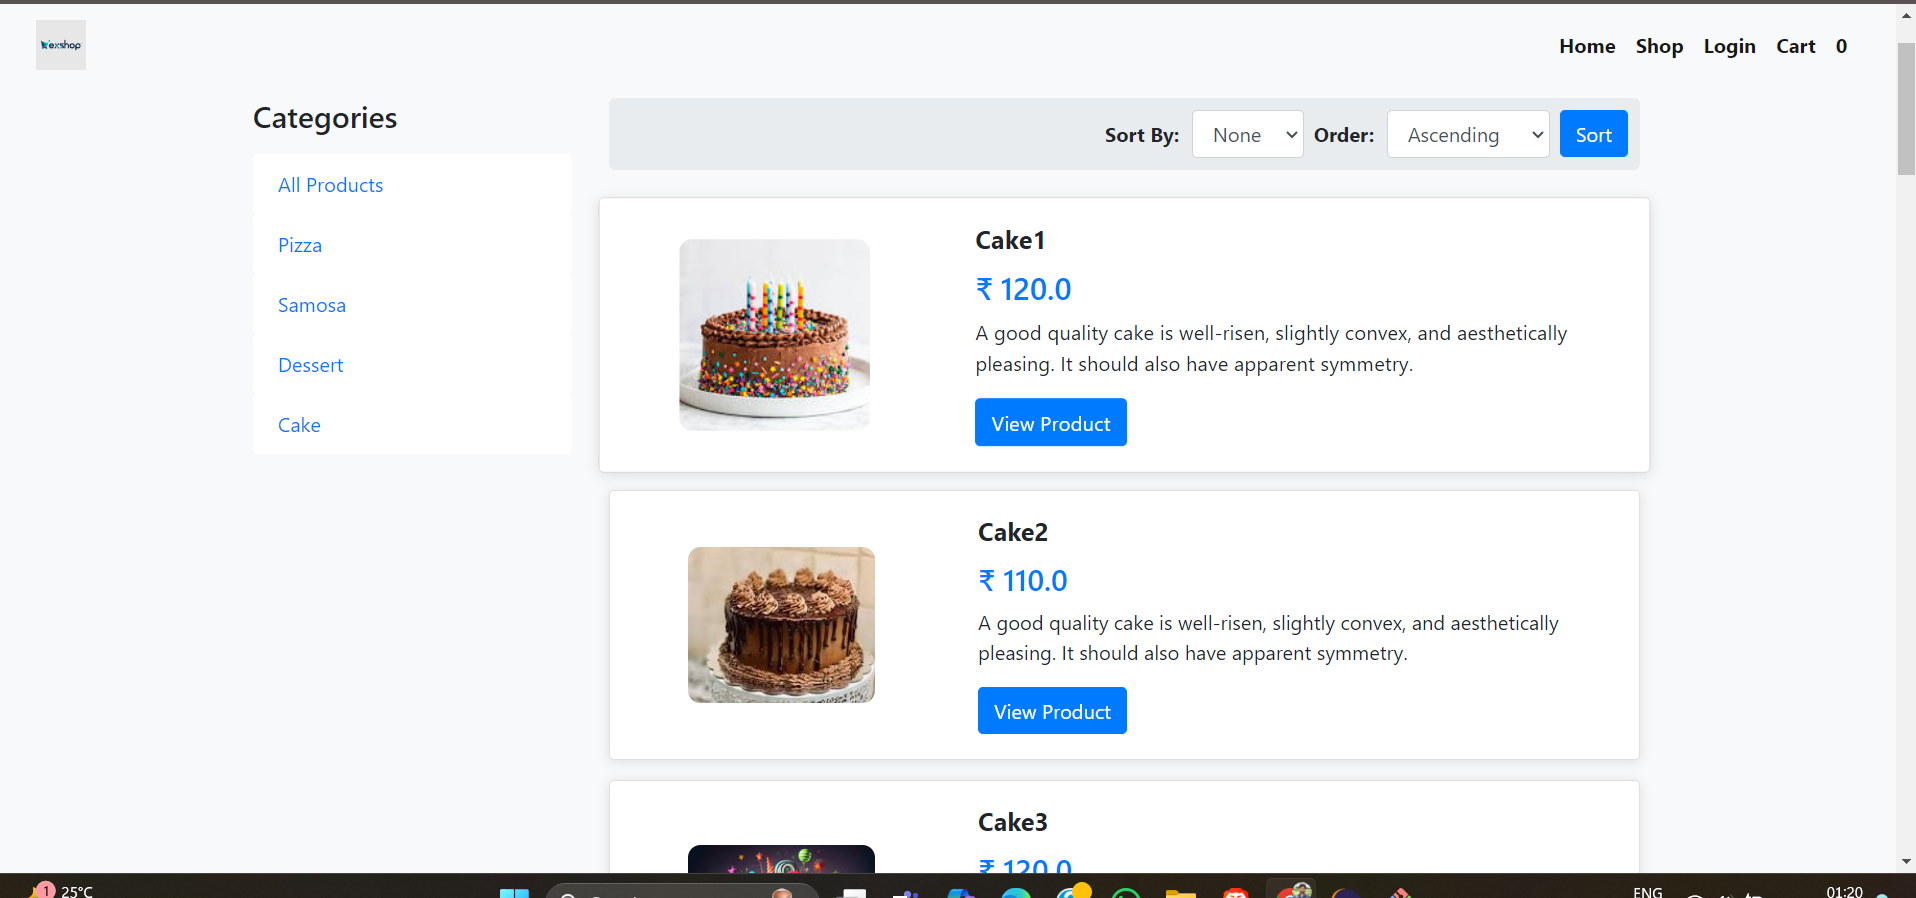 exshop
Home Shop Login Cart 0
Categories
All Products
Pizza
Samosa
Dessert
Cake
Sort By: None Order: Ascending Sort
Cake1
₹ 120.0
A good quality cake is well-risen, slightly convex, and aesthetically
pleasing. It should also have apparent symmetry.
View Product
Cake2
₹ 110.0
A good quality cake is well-risen, slightly convex, and aesthetically
pleasing. It should also have apparent symmetry.
View Product
Cake3
₹ 120.0
1 25°C
ENG
01:20